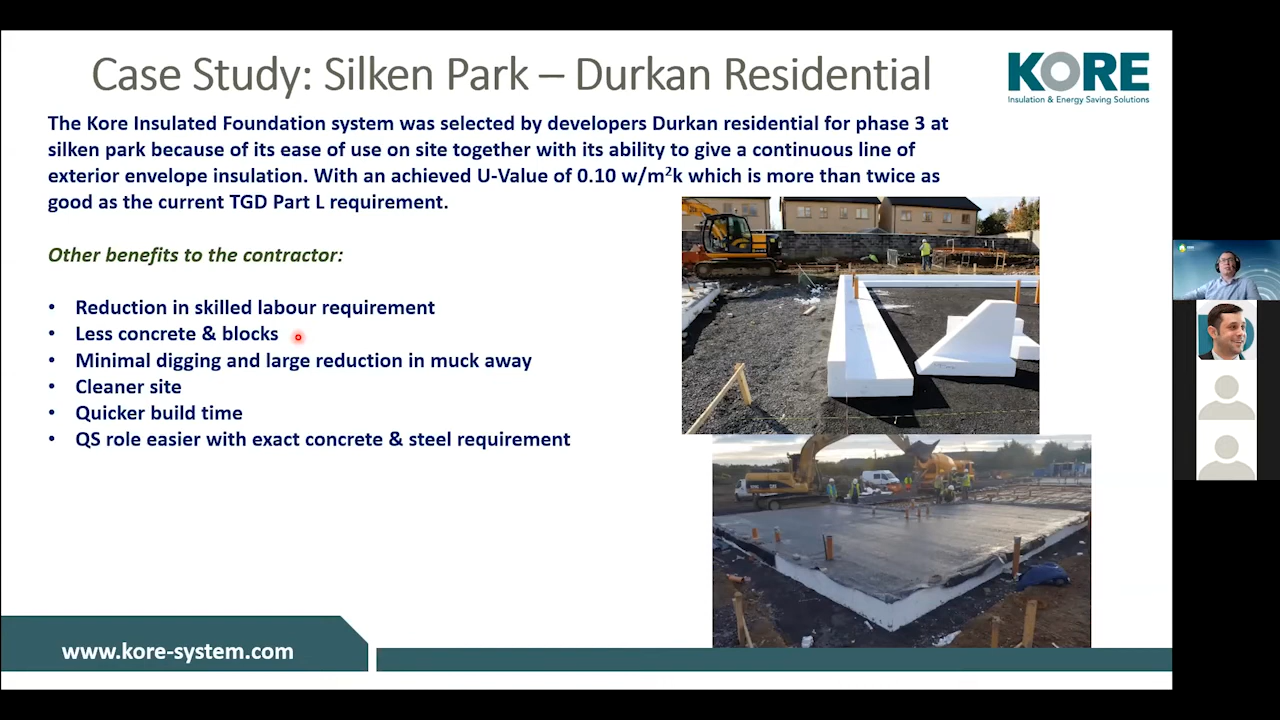 Case Study: Silken Park – Durkan Residential
KORE
Insulation & Energy Saving Solutions
The Kore Insulated Foundation system was selected by developers Durkan residential for phase 3 at
silken park because of its ease of use on site together with its ability to give a continuous line of
exterior envelope insulation. With an achieved U-Value of 0.10 w/m²k which is more than twice as
good as the current TGD Part L requirement.
Other benefits to the contractor:
• Reduction in skilled labour requirement
• Less concrete & blocks
• Minimal digging and large reduction in muck away
• Cleaner site
• Quicker build time
• QS role easier with exact concrete & steel requirement
www.kore-system.com